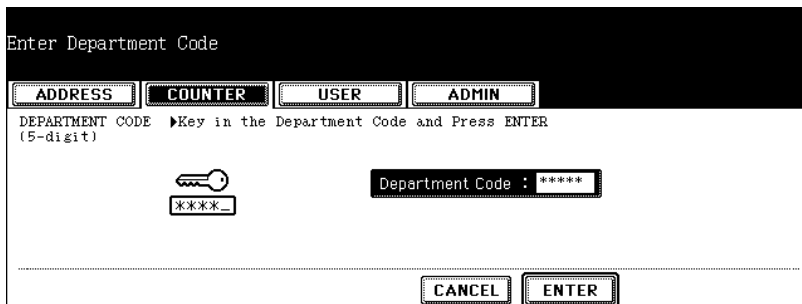 Enter Department Code
ADDRESS COUNTER USER ADMIN
DEPARTMENT CODE ▶Key in the Department Code and Press ENTER
(5-digit)
Department Code : *****
****_
CANCEL ENTER